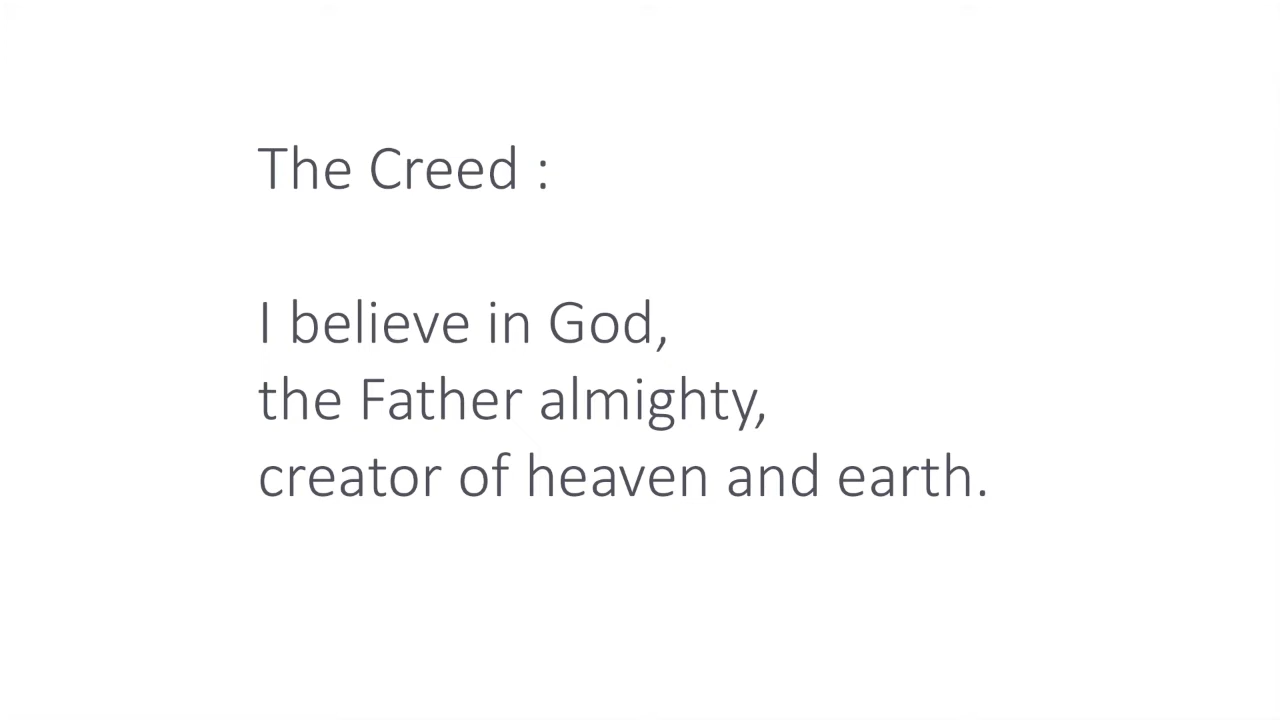 The Creed :
I believe in God,
the Father almighty,
creator of heaven and earth.